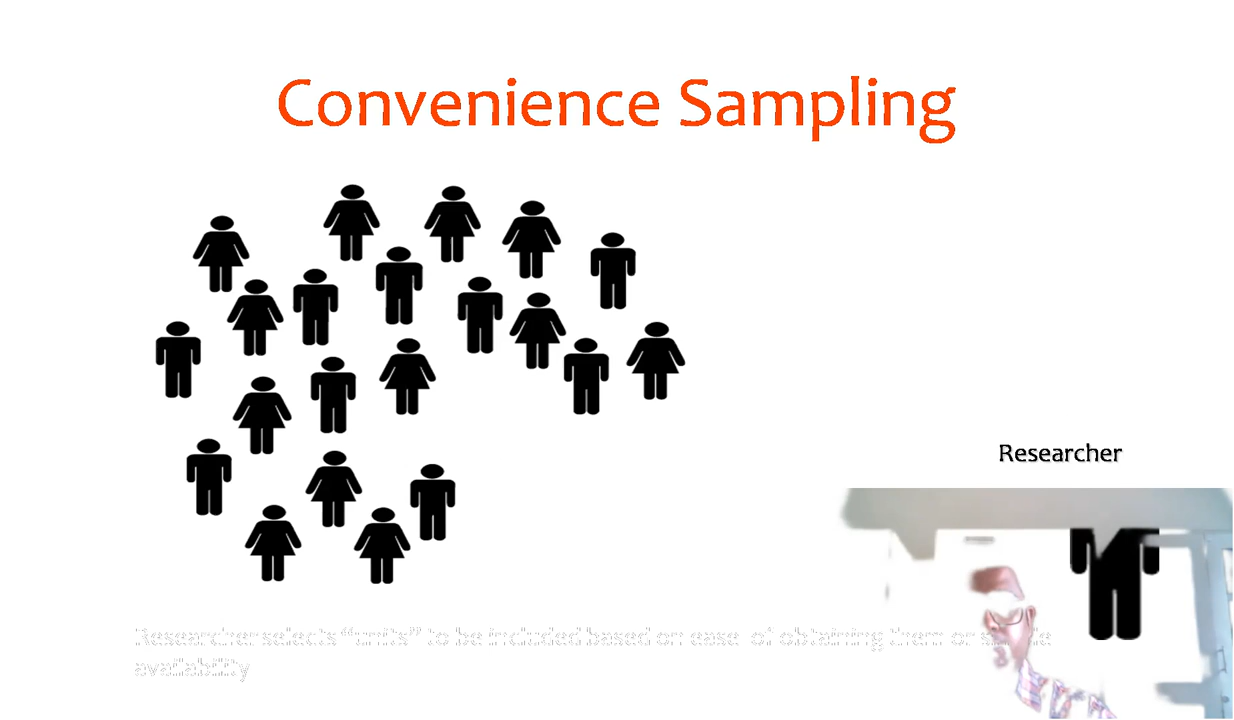 Convenience Sampling
Researcher
Researcher selects “units” to be included based on ease of obtaining them or
availability